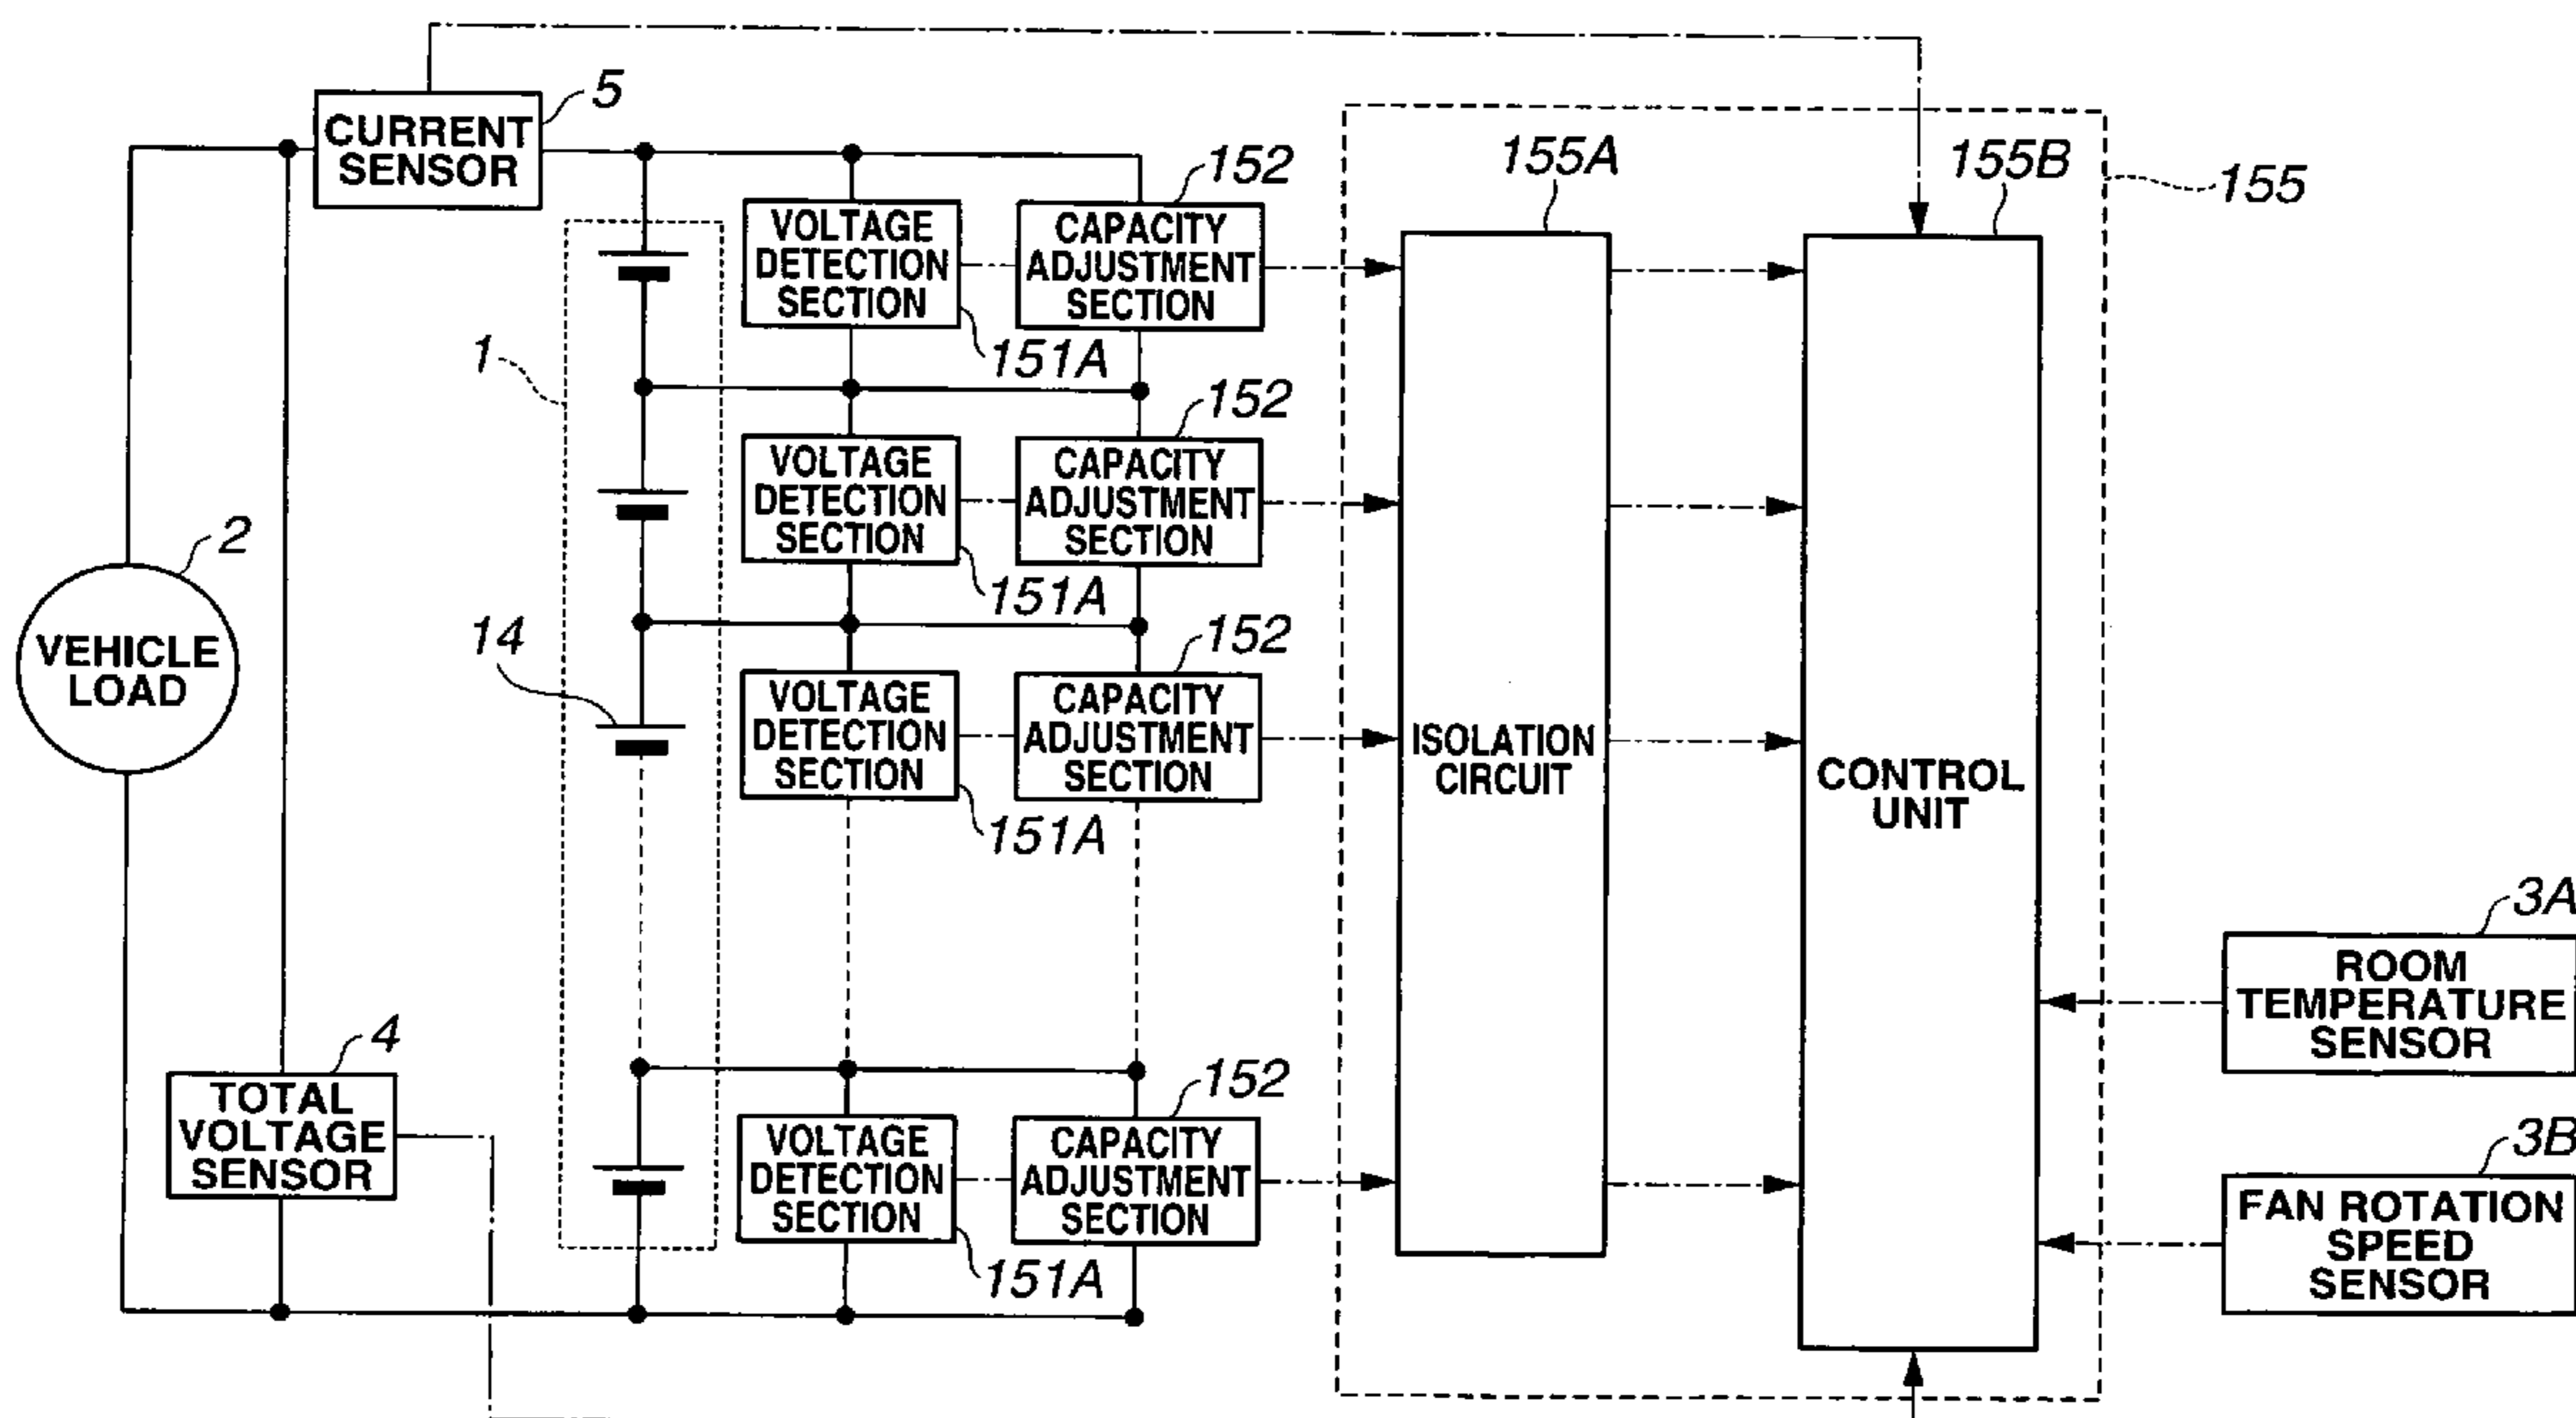 5
CURRENT
SENSOR
152
155A
155B
155
VOLTAGE
DETECTION
SECTION
CAPACITY
ADJUSTMENT
SECTION
1
151A
152
VOLTAGE
DETECTION
SECTION
CAPACITY
ADJUSTMENT
SECTION
2
151A
VEHICLE
LOAD
14
152
VOLTAGE
DETECTION
SECTION
CAPACITY
ADJUSTMENT
SECTION
ISOLATION
CIRCUIT
CONTROL
UNIT
151A
3A
ROOM
TEMPERATURE
SENSOR
4
TOTAL
VOLTAGE
SENSOR
152
VOLTAGE
DETECTION
SECTION
CAPACITY
ADJUSTMENT
SECTION
151A
3B
FAN ROTATION
SPEED
SENSOR